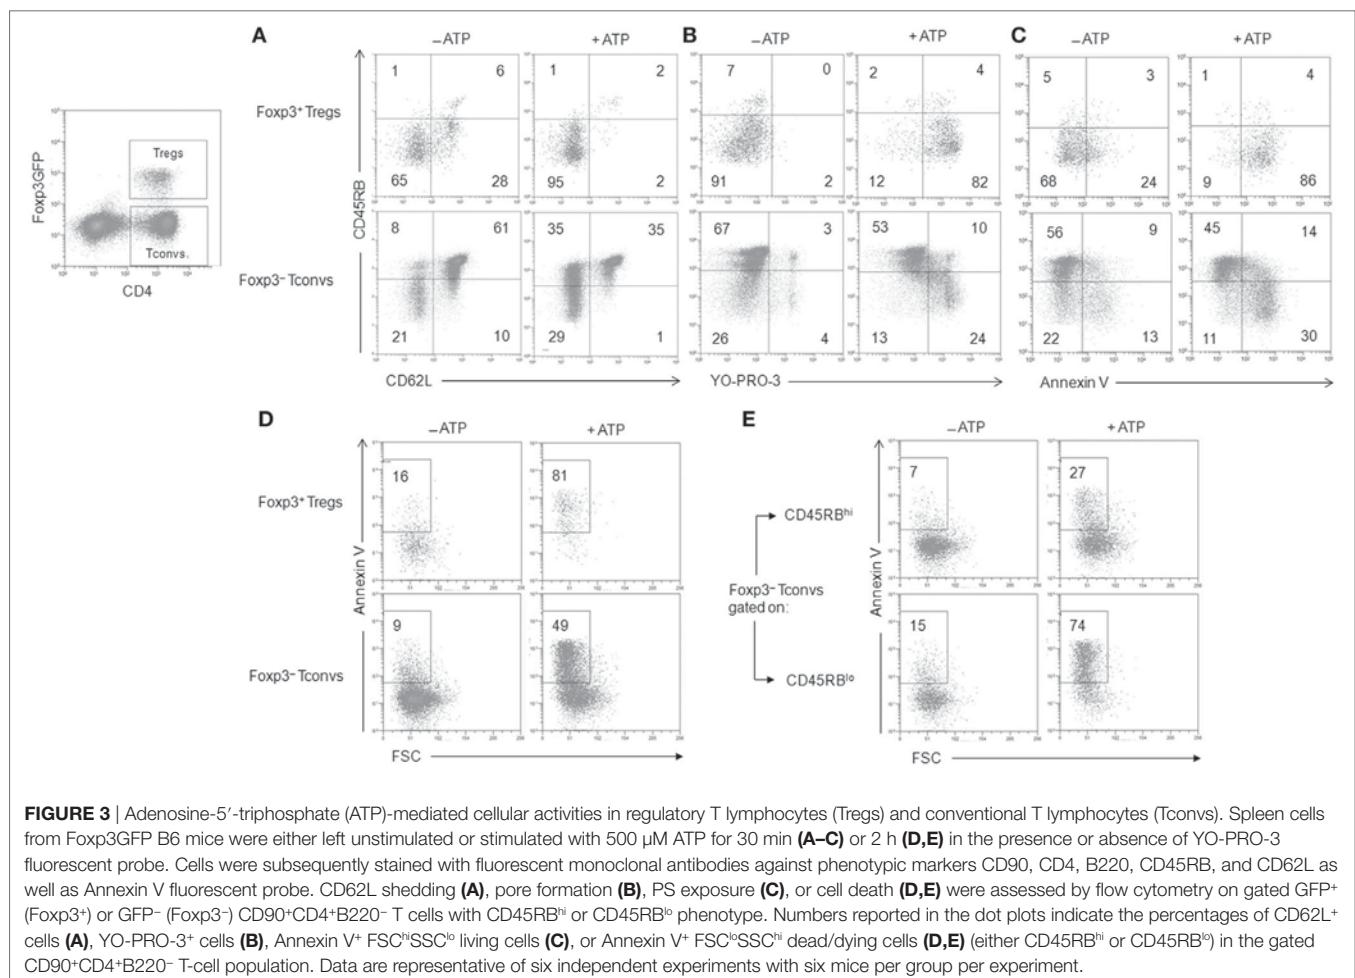 A
B
C
−ATP
+ATP
−ATP
+ATP
−ATP
+ATP
Foxp3GFP
Tregs
Tconvs.
CD4
Foxp3⁺ Tregs
Foxp3⁻ Tconvs
CD45RB
1 6
65 28
1 2
95 2
7 0
91 2
2 4
12 82
5 3
68 24
1 4
9 86
8 61
21 10
35 35
29 1
67 3
26 4
53 10
13 24
56 9
22 13
45 14
11 30
CD62L
YO-PRO-3
Annexin V
D
−ATP
+ATP
Foxp3⁺ Tregs
Foxp3⁻ Tconvs
Annexin V
16
81
9
49
FSC
E
−ATP
+ATP
CD45RBhi
Foxp3⁻ Tconvs
gated on:
CD45RBlo
Annexin V
7
27
15
74
FSC
FIGURE 3 | Adenosine-5′-triphosphate (ATP)-mediated cellular activities in regulatory T lymphocytes (Tregs) and conventional T lymphocytes (Tconvs). Spleen cells
from Foxp3GFP B6 mice were either left unstimulated or stimulated with 500 µM ATP for 30 min (A–C) or 2 h (D,E) in the presence or absence of YO-PRO-3
fluorescent probe. Cells were subsequently stained with fluorescent monoclonal antibodies against phenotypic markers CD90, CD4, B220, CD45RB, and CD62L as
well as Annexin V fluorescent probe. CD62L shedding (A), pore formation (B), PS exposure (C), or cell death (D,E) were assessed by flow cytometry on gated GFP⁺
(Foxp3⁺) or GFP⁻ (Foxp3⁻) CD90⁺CD4⁺B220⁻ T cells with CD45RBhi or CD45RBlo phenotype. Numbers reported in the dot plots indicate the percentages of CD62L⁺
cells (A), YO-PRO-3⁺ cells (B), Annexin V⁺ FSChiSSClo living cells (C), or Annexin V⁺ FSCloSSChi dead/dying cells (D,E) (either CD45RBhi or CD45RBlo) in the gated
CD90⁺CD4⁺B220⁻ T-cell population. Data are representative of six independent experiments with six mice per group per experiment.